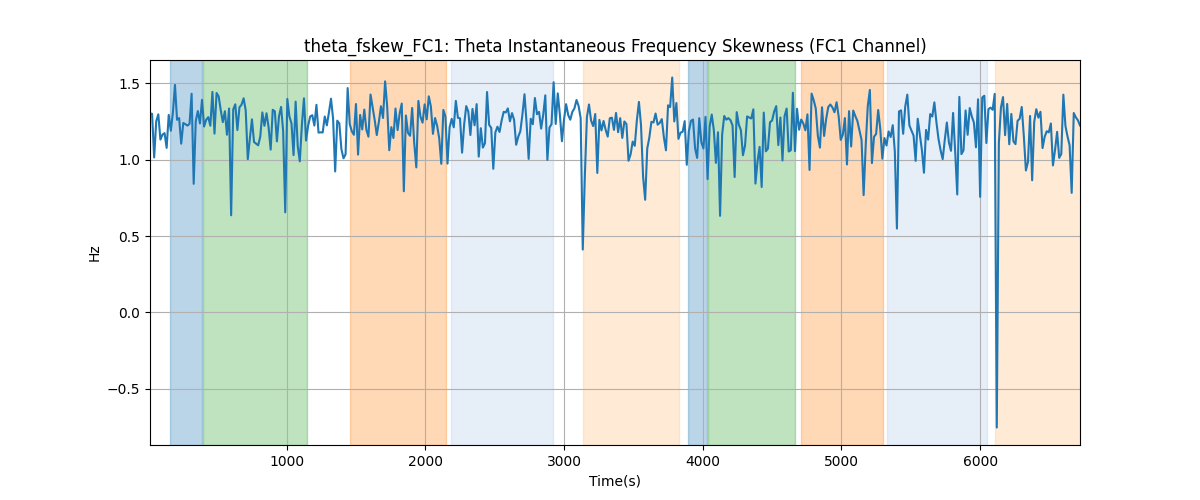 theta_fskew_FC1: Theta Instantaneous Frequency Skewness (FC1 Channel)
1.5
1.0
0.5
0.0
−0.5
Hz
1000 2000 3000 4000 5000 6000
Time(s)